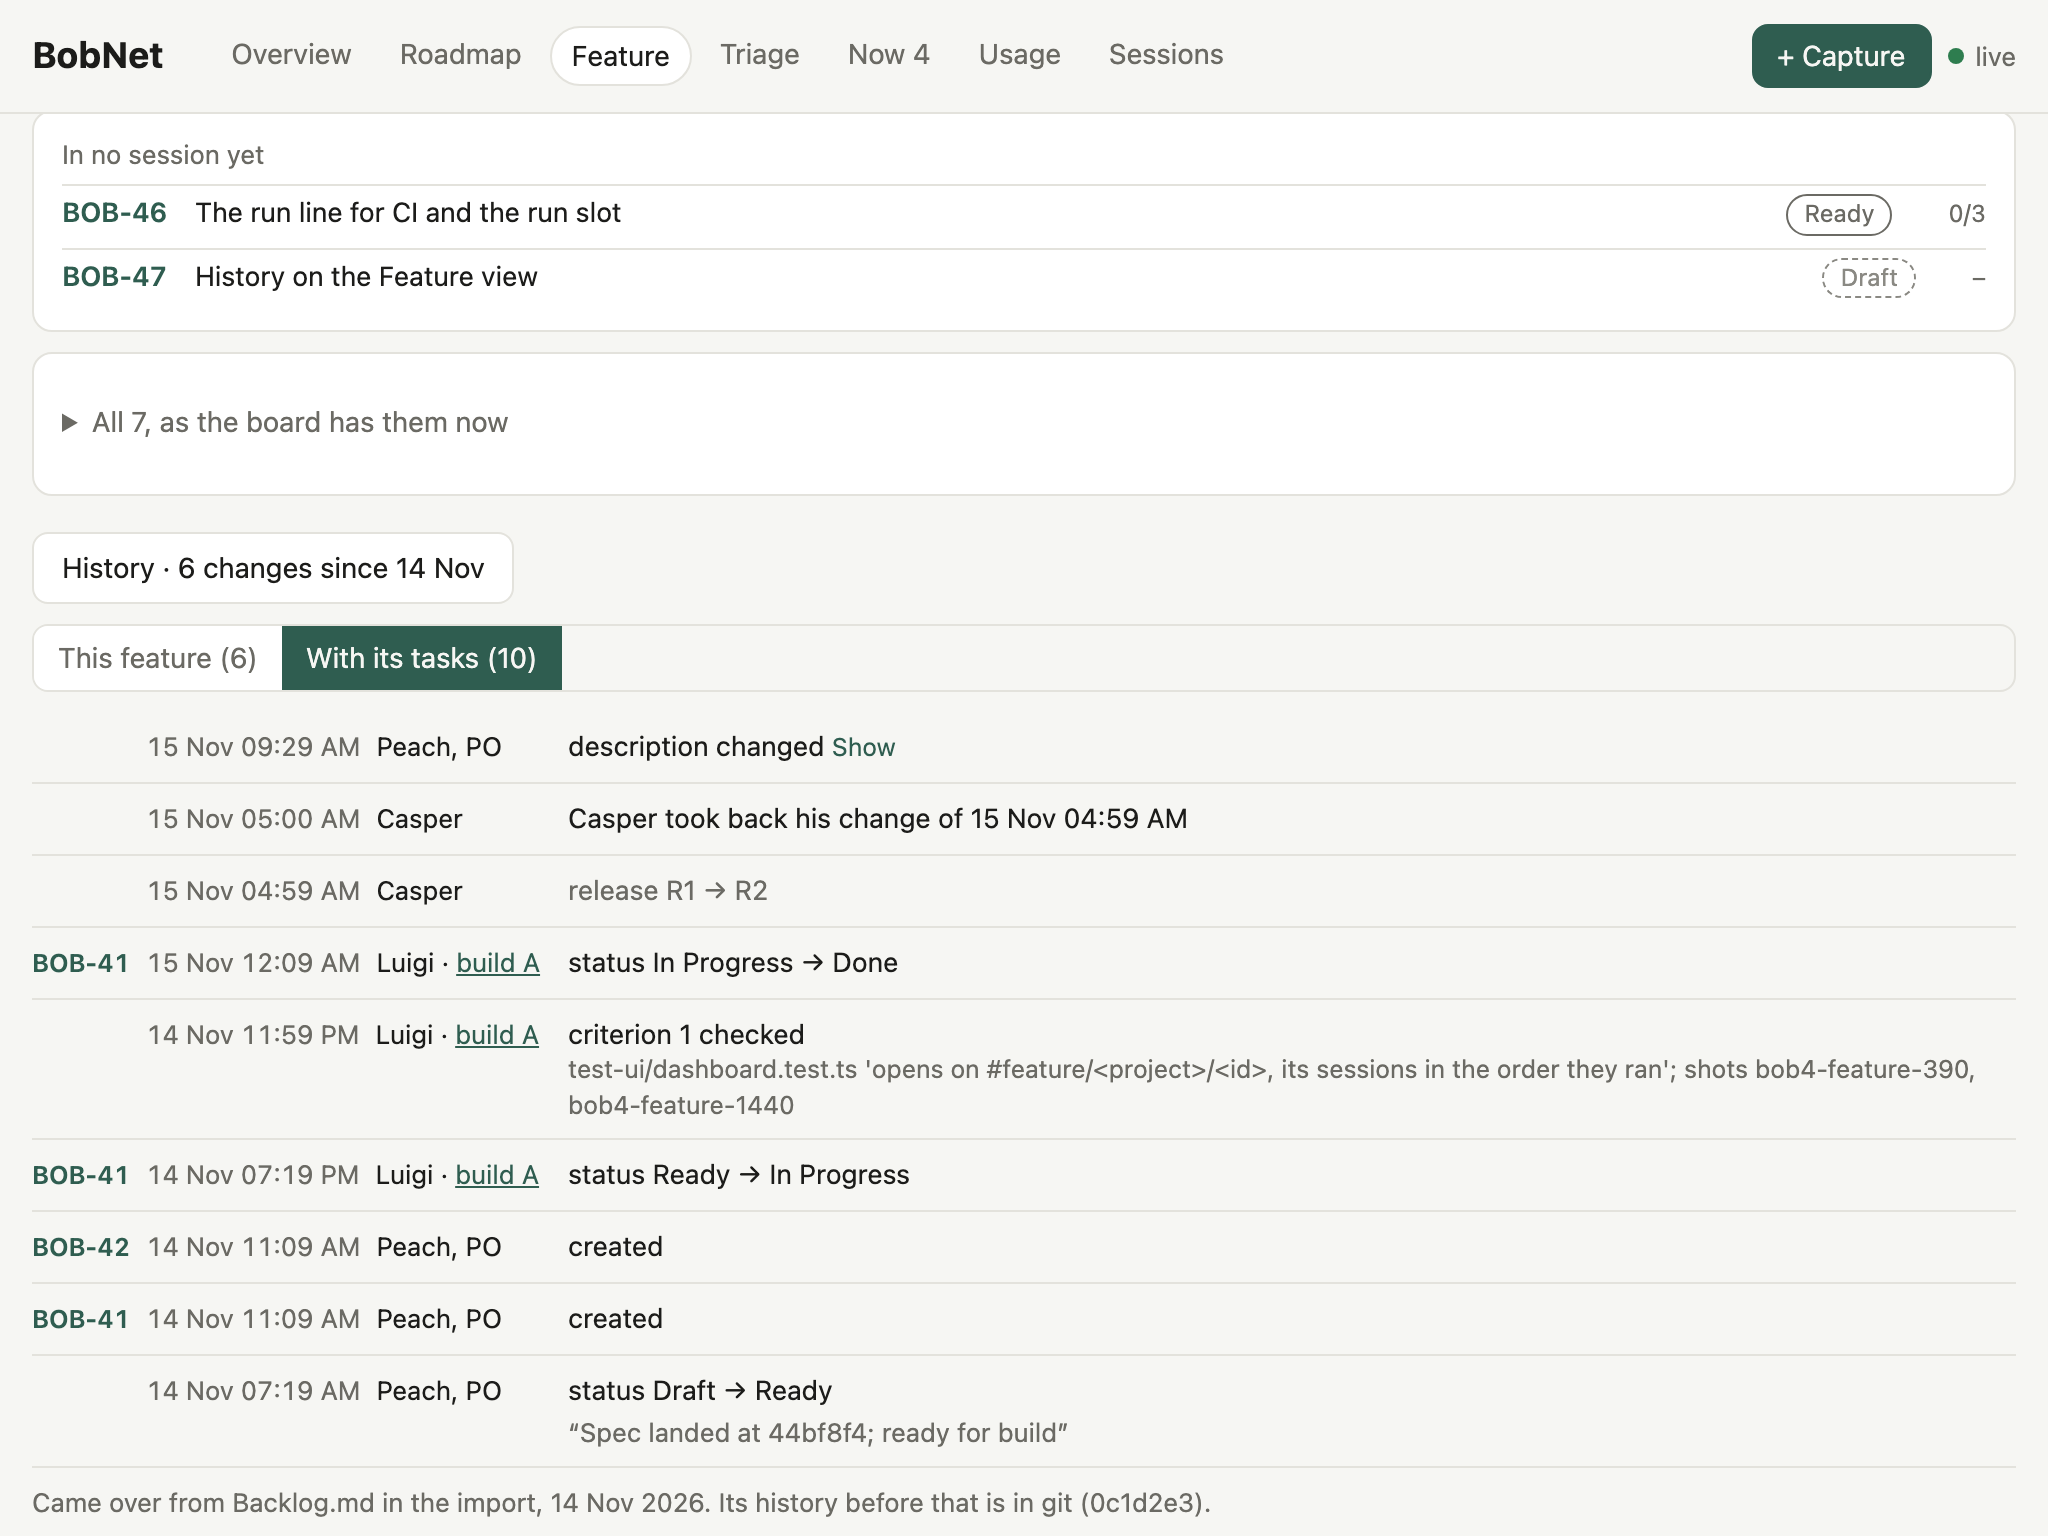 BobNet
Overview
Roadmap
Feature
Triage
Now 4
Usage
Sessions
+ Capture
live
In no session yet
BOB-46 The run line for CI and the run slot Ready 0/3
BOB-47 History on the Feature view Draft –
All 7, as the board has them now
History · 6 changes since 14 Nov
This feature (6) With its tasks (10)
15 Nov 09:29 AM Peach, PO description changed Show
15 Nov 05:00 AM Casper Casper took back his change of 15 Nov 04:59 AM
15 Nov 04:59 AM Casper release R1 → R2
BOB-41 15 Nov 12:09 AM Luigi · build A status In Progress → Done
14 Nov 11:59 PM Luigi · build A criterion 1 checked
test-ui/dashboard.test.ts 'opens on #feature/<project>/<id>, its sessions in the order they ran'; shots bob4-feature-390,
bob4-feature-1440
BOB-41 14 Nov 07:19 PM Luigi · build A status Ready → In Progress
BOB-42 14 Nov 11:09 AM Peach, PO created
BOB-41 14 Nov 11:09 AM Peach, PO created
14 Nov 07:19 AM Peach, PO status Draft → Ready
“Spec landed at 44bf8f4; ready for build”
Came over from Backlog.md in the import, 14 Nov 2026. Its history before that is in git (0c1d2e3).